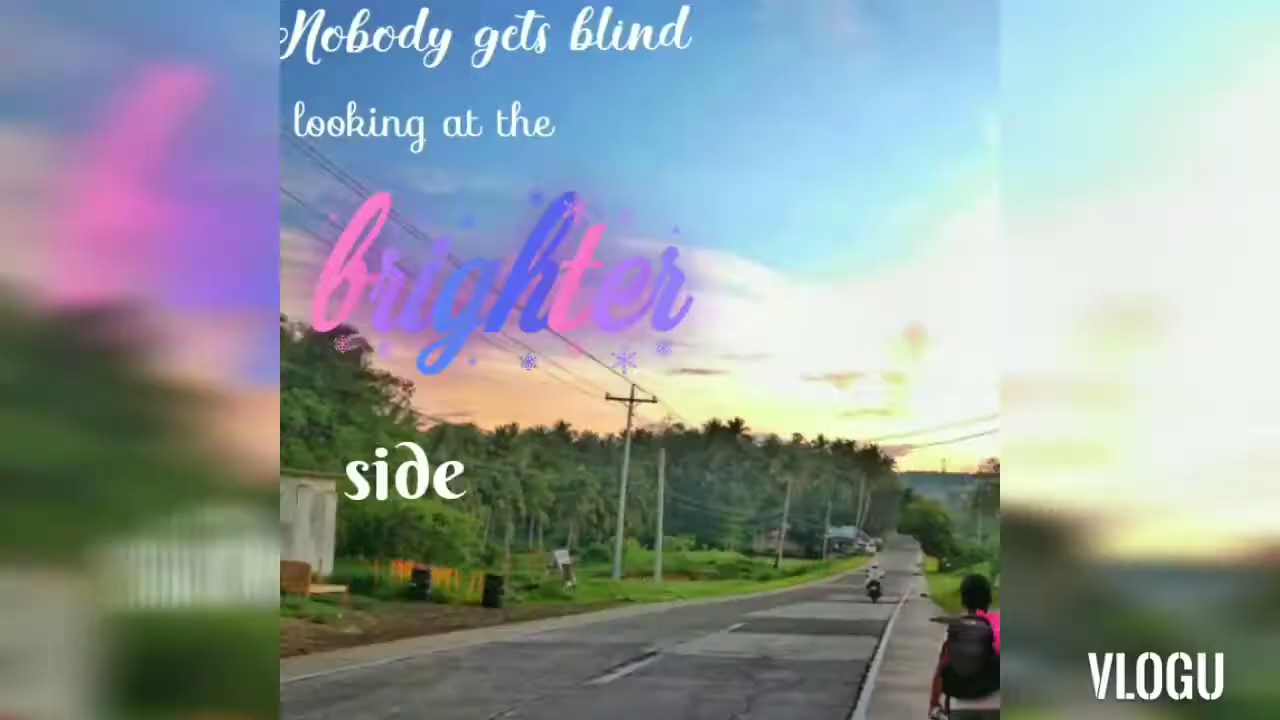 Nobody gets blind
looking at the
brighter
side
VLOGU